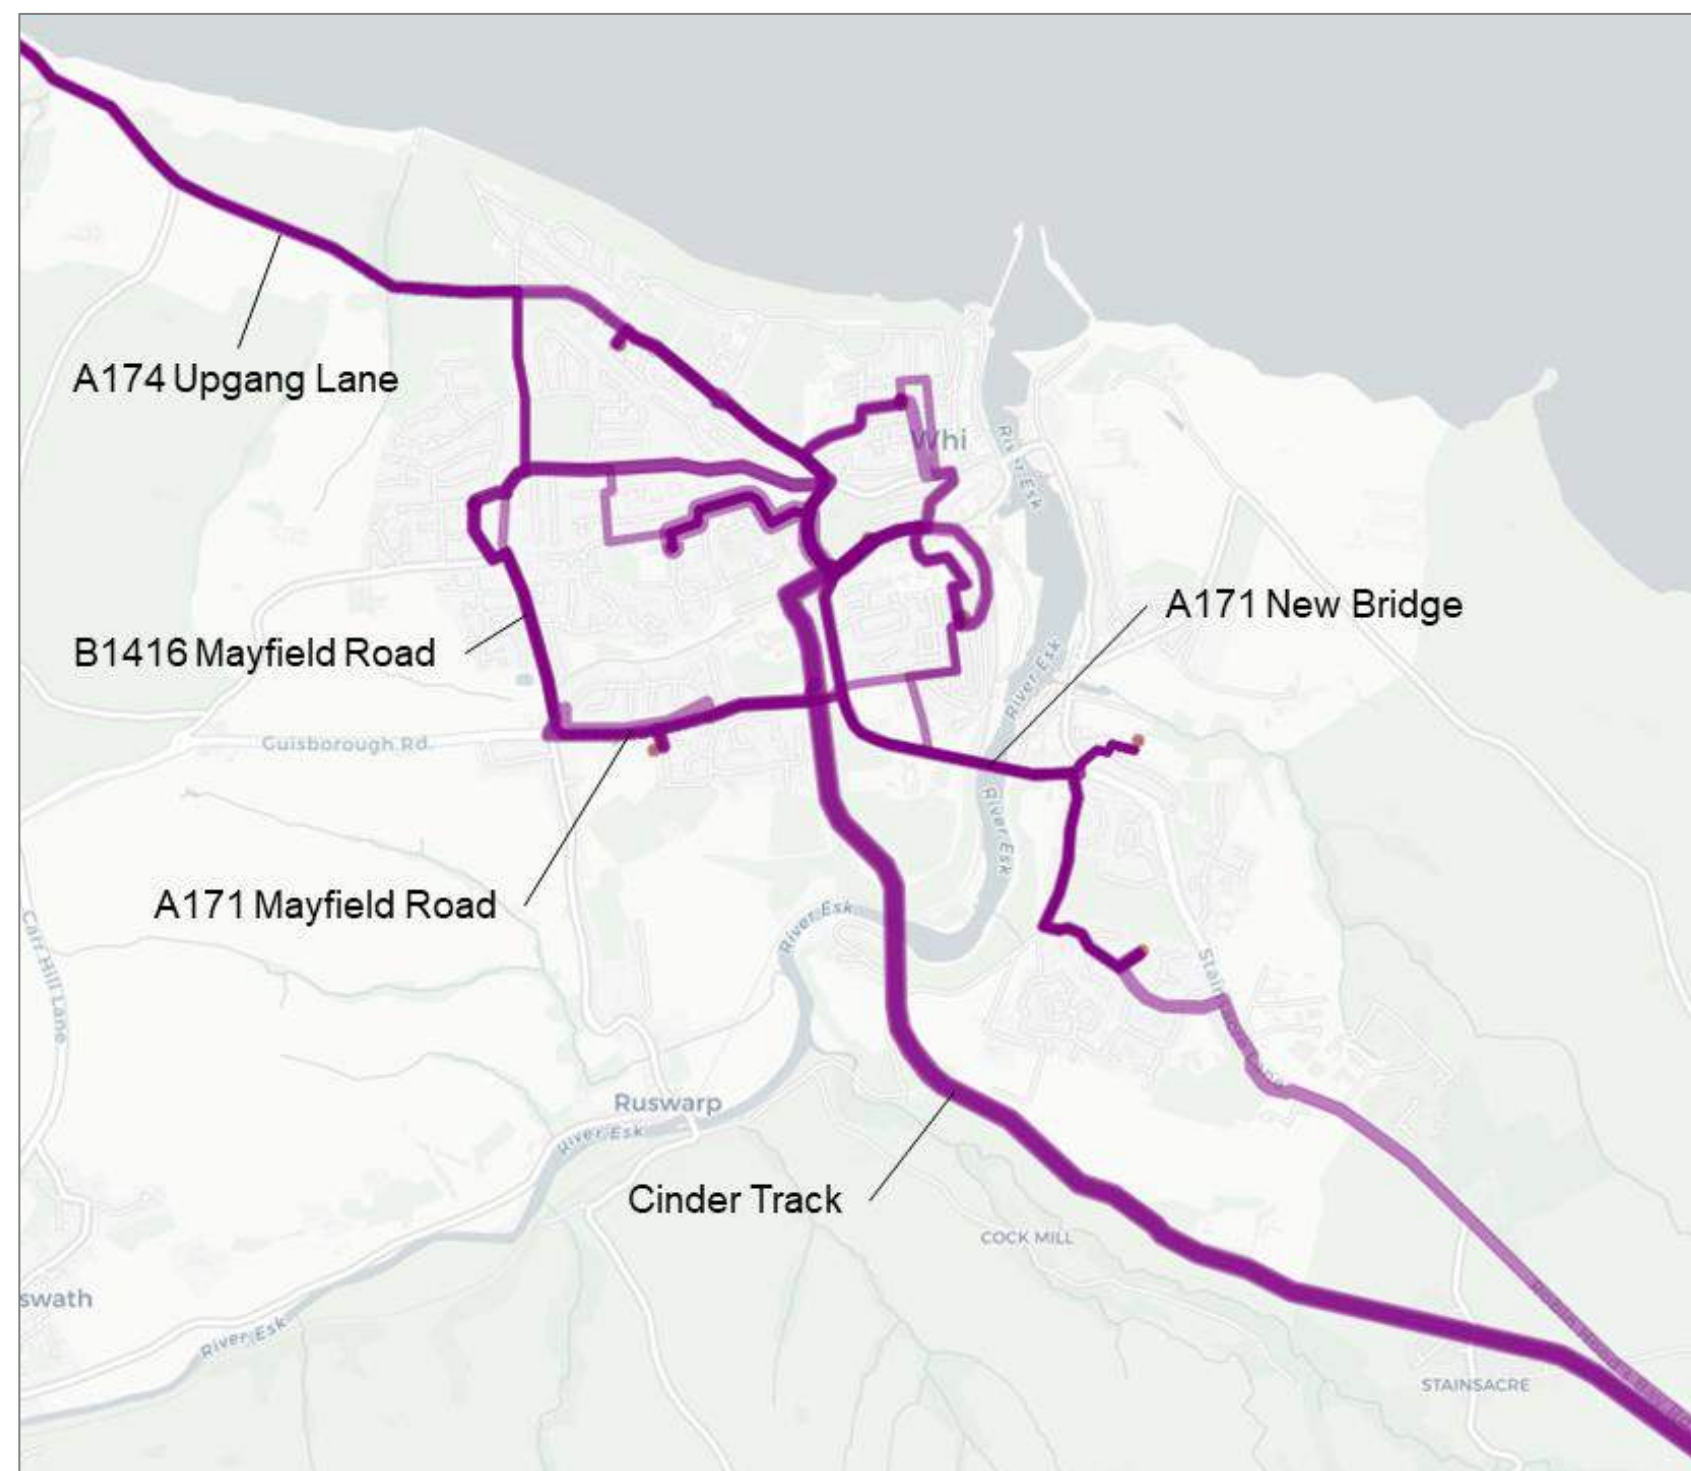 A174 Upgang Lane
Whi
River Esk
A171 New Bridge
B1416 Mayfield Road
River Esk
Guisborough Rd.
River Esk
A171 Mayfield Road
River Esk
Carr Hill Lane
Ruswarp
River Esk
Cinder Track
COCK MILL
swath
River Esk
STAINSACRE